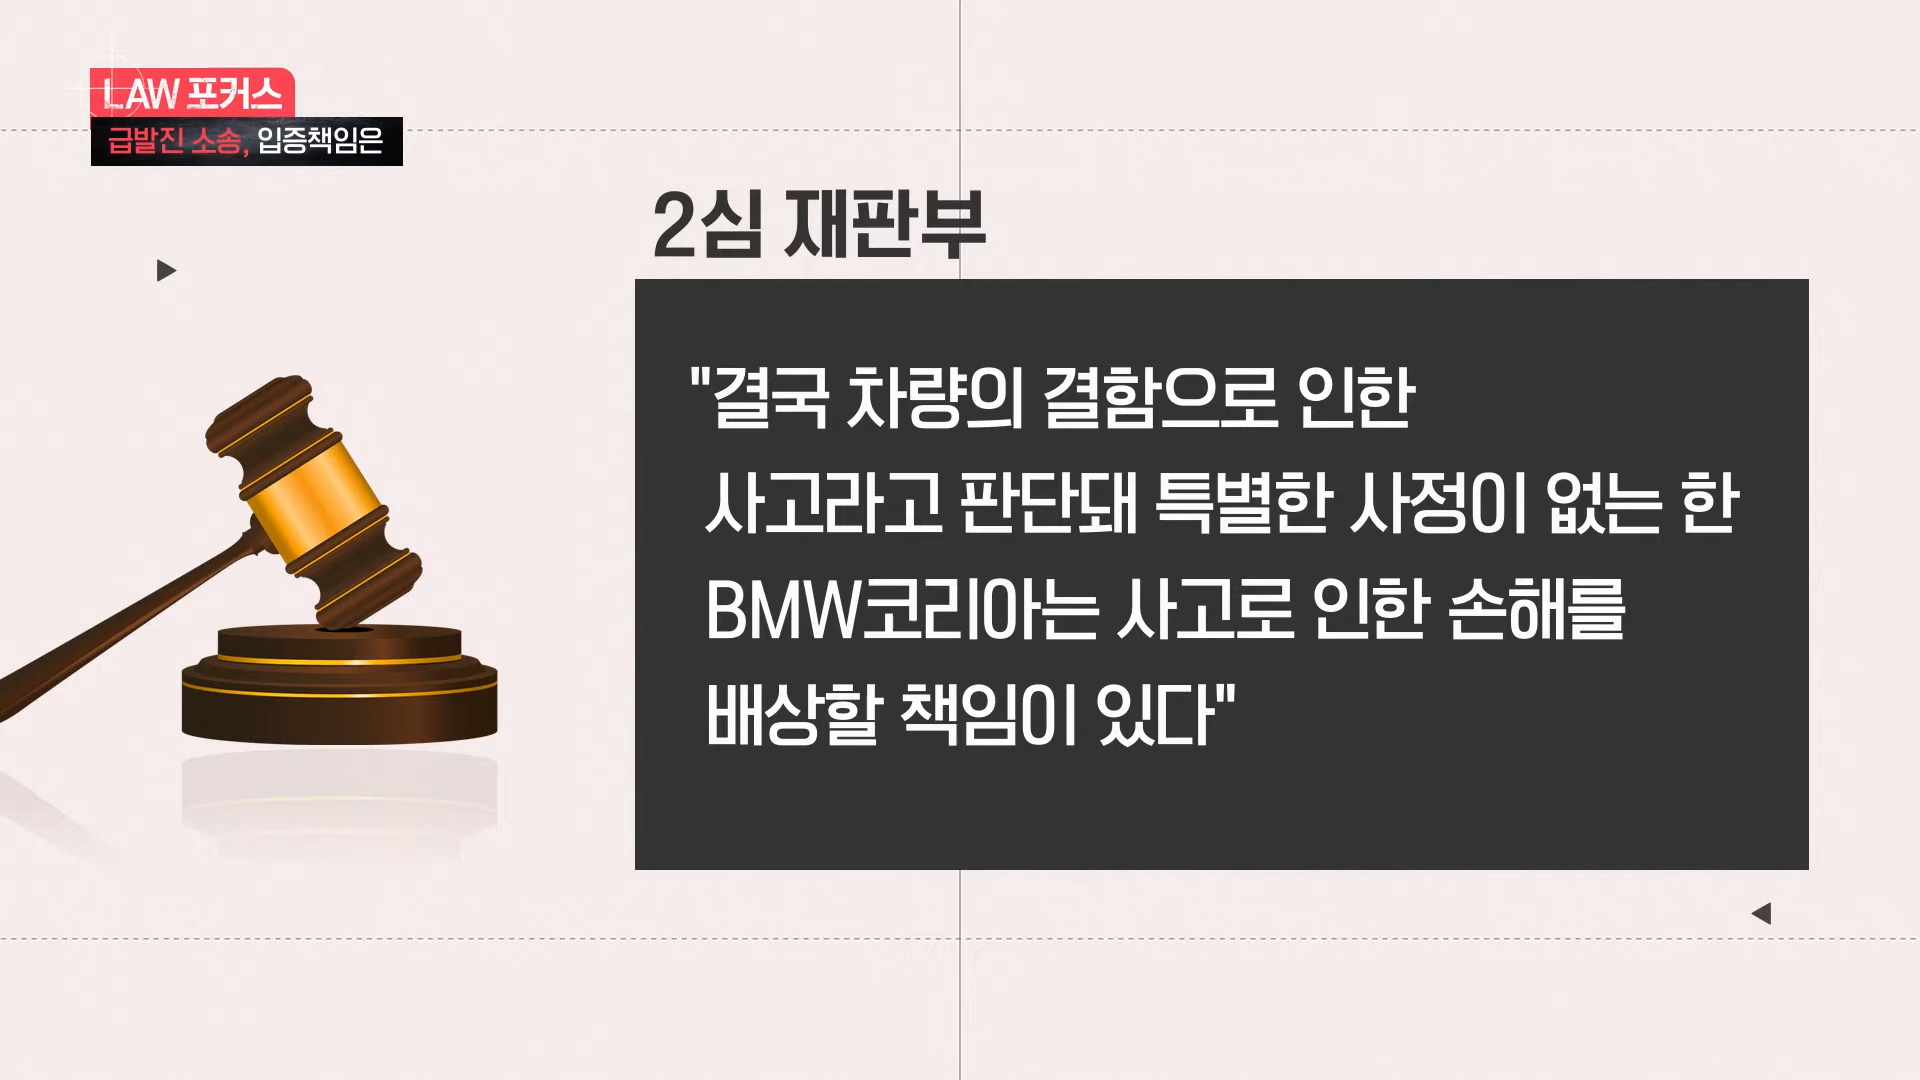 LAW 포커스
급발진 소송, 입증책임은
2심 재판부
"결국 차량의 결함으로 인한
사고라고 판단돼 특별한 사정이 없는 한
BMW코리아는 사고로 인한 손해를
배상할 책임이 있다"